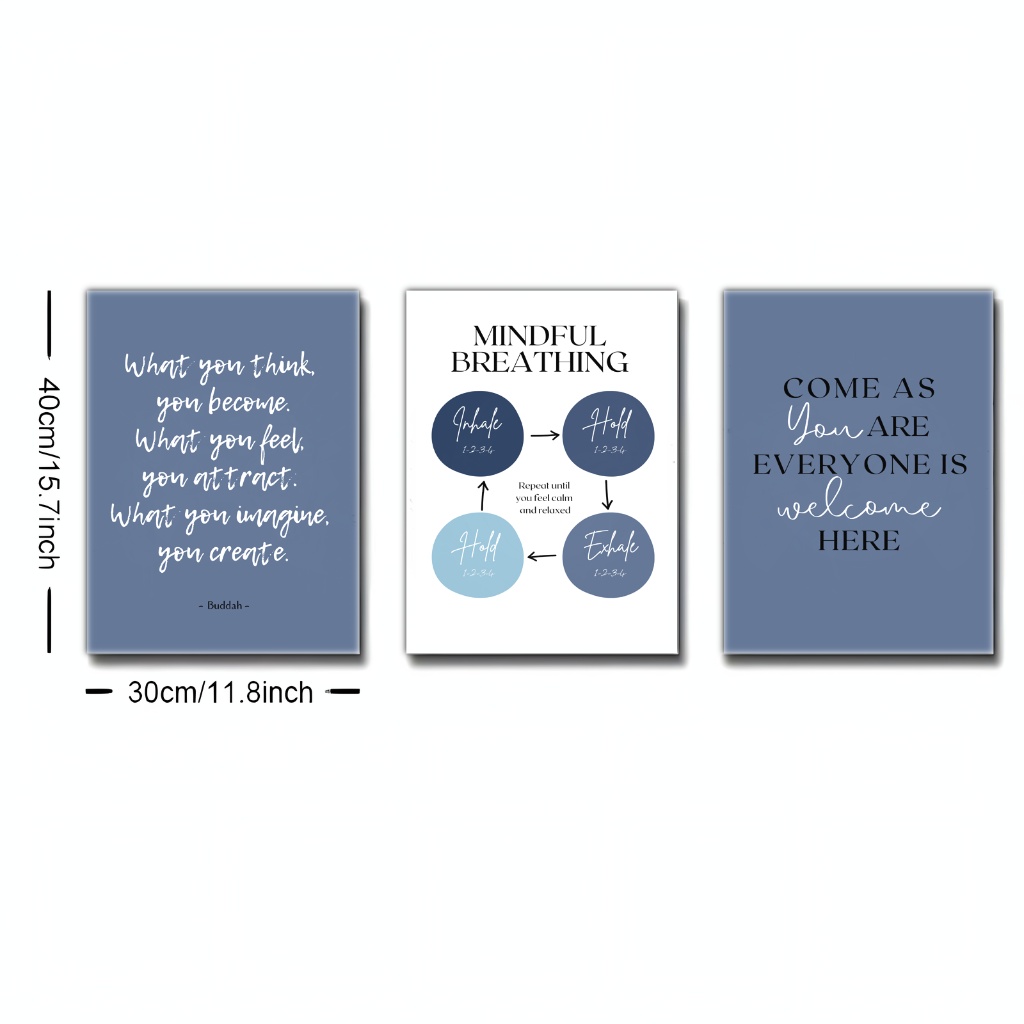 40cm/15.7inch
What you think,
you become.
What you feel,
you attract.
What you imagine,
you create.
- Buddah -
30cm/11.8inch
MINDFUL
BREATHING
Inhale
1-2-3-4
Hold
1-2-3-4
Repeat until
you feel calm
and relaxed
Hold
1-2-3-4
Exhale
1-2-3-4
COME AS
You ARE
EVERYONE IS
welcome
HERE